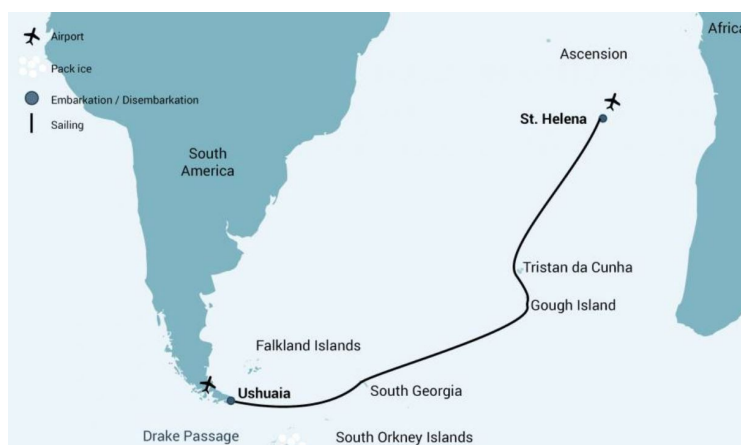 Airport
Pack ice
Embarkation / Disembarkation
Sailing
Africa
Ascension
St. Helena
South
America
Tristan da Cunha
Gough Island
Falkland Islands
Ushuaia
South Georgia
Drake Passage
South Orkney Islands